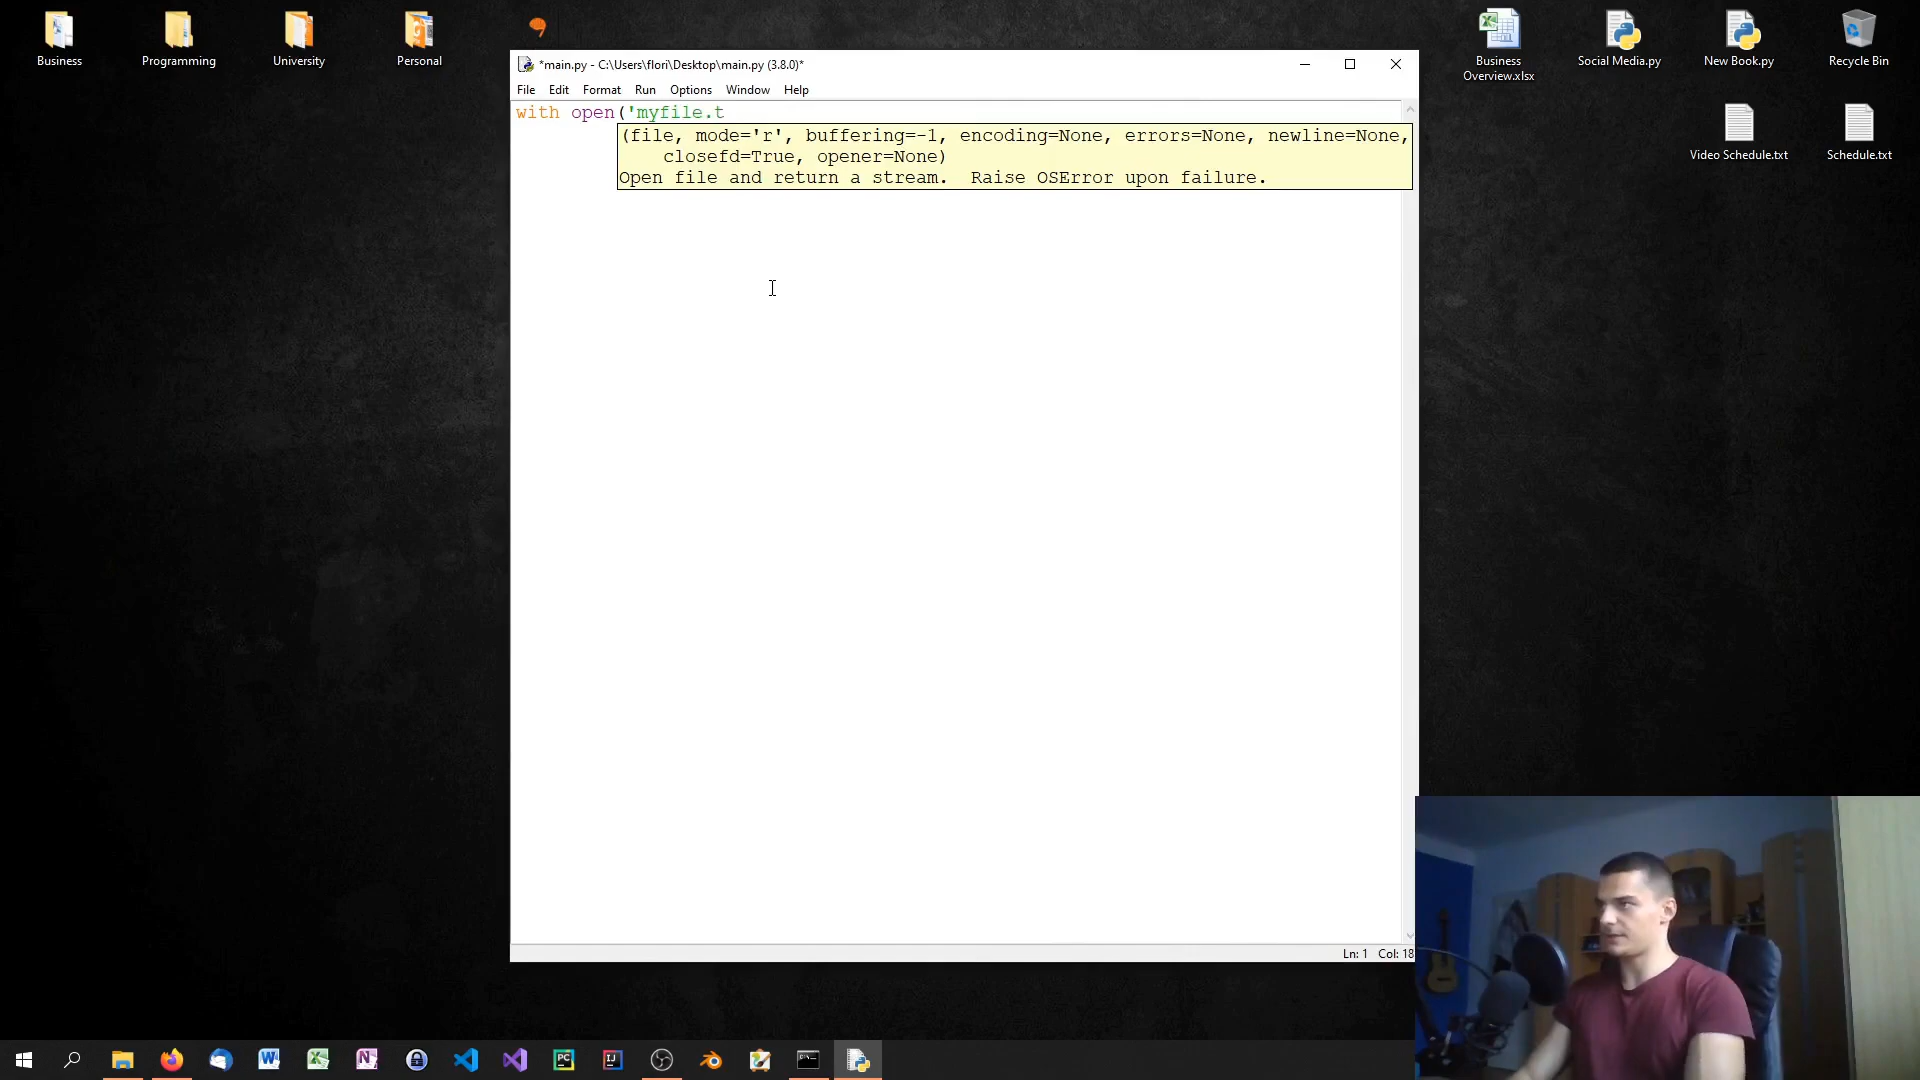 Business
Programming
University
Personal
Business
Overview.xlsx
Social Media.py
New Book.py
Recycle Bin
Video Schedule.txt
Schedule.txt
*main.py - C:\Users\flori\Desktop\main.py (3.8.0)*
File Edit Format Run Options Window Help
with open('myfile.t
(file, mode='r', buffering=-1, encoding=None, errors=None, newline=None,
closefd=True, opener=None)
Open file and return a stream.  Raise OSError upon failure.
Ln: 1 Col: 18